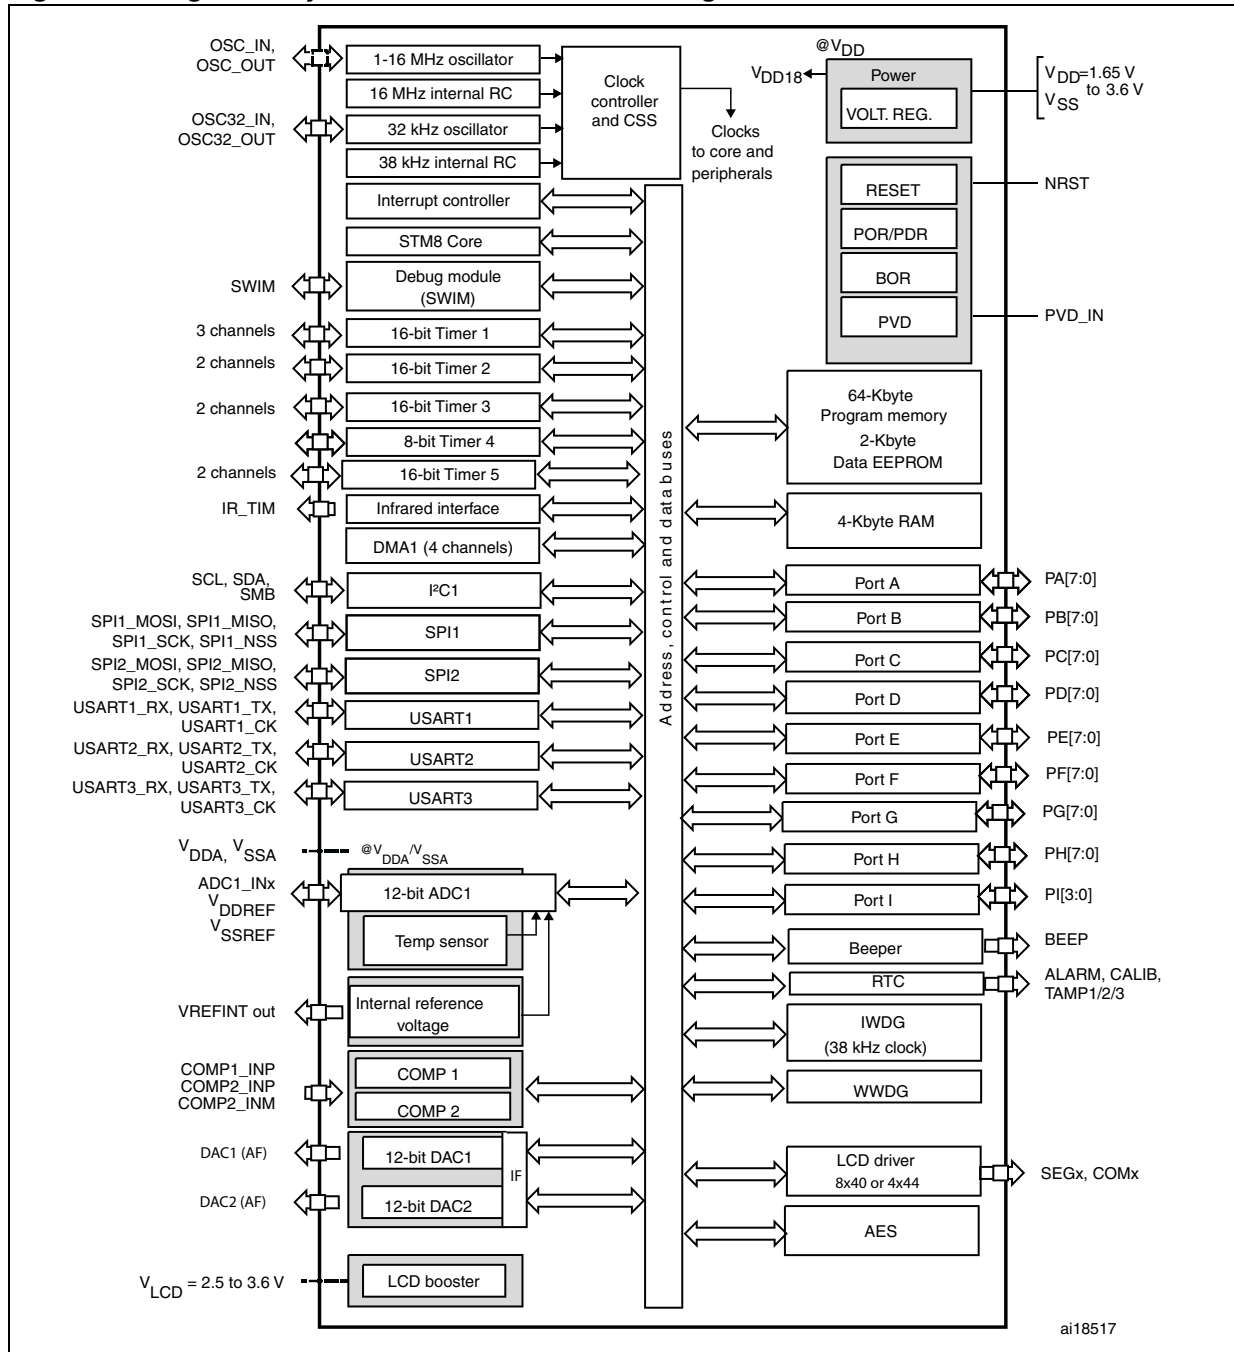 OSC_IN,
OSC_OUT
1-16 MHz oscillator
16 MHz internal RC
OSC32_IN,
OSC32_OUT
32 kHz oscillator
38 kHz internal RC
Clock
controller
and CSS
Clocks
to core and
peripherals
@VDD
VDD18
Power
VOLT. REG.
VDD=1.65 V
to 3.6 V
VSS
RESET
NRST
POR/PDR
BOR
PVD
PVD_IN
Interrupt controller
STM8 Core
SWIM
Debug module
(SWIM)
3 channels
16-bit Timer 1
2 channels
16-bit Timer 2
2 channels
16-bit Timer 3
8-bit Timer 4
2 channels
16-bit Timer 5
IR_TIM
Infrared interface
DMA1 (4 channels)
SCL, SDA,
SMB
I²C1
SPI1_MOSI, SPI1_MISO,
SPI1_SCK, SPI1_NSS
SPI1
SPI2_MOSI, SPI2_MISO,
SPI2_SCK, SPI2_NSS
SPI2
USART1_RX, USART1_TX,
USART1_CK
USART1
USART2_RX, USART2_TX,
USART2_CK
USART2
USART3_RX, USART3_TX,
USART3_CK
USART3
VDDA, VSSA
@VDDA/VSSA
ADC1_INx
VDDREF
VSSREF
12-bit ADC1
Temp sensor
VREFINT out
Internal reference
voltage
COMP1_INP
COMP2_INP
COMP2_INM
COMP 1
COMP 2
DAC1 (AF)
12-bit DAC1
IF
DAC2 (AF)
12-bit DAC2
VLCD = 2.5 to 3.6 V
LCD booster
Address, control and data buses
64-Kbyte
Program memory
2-Kbyte
Data EEPROM
4-Kbyte RAM
Port A
PA[7:0]
Port B
PB[7:0]
Port C
PC[7:0]
Port D
PD[7:0]
Port E
PE[7:0]
Port F
PF[7:0]
Port G
PG[7:0]
Port H
PH[7:0]
Port I
PI[3:0]
Beeper
BEEP
RTC
ALARM, CALIB,
TAMP1/2/3
IWDG
(38 kHz clock)
WWDG
LCD driver
8x40 or 4x44
SEGx, COMx
AES
ai18517